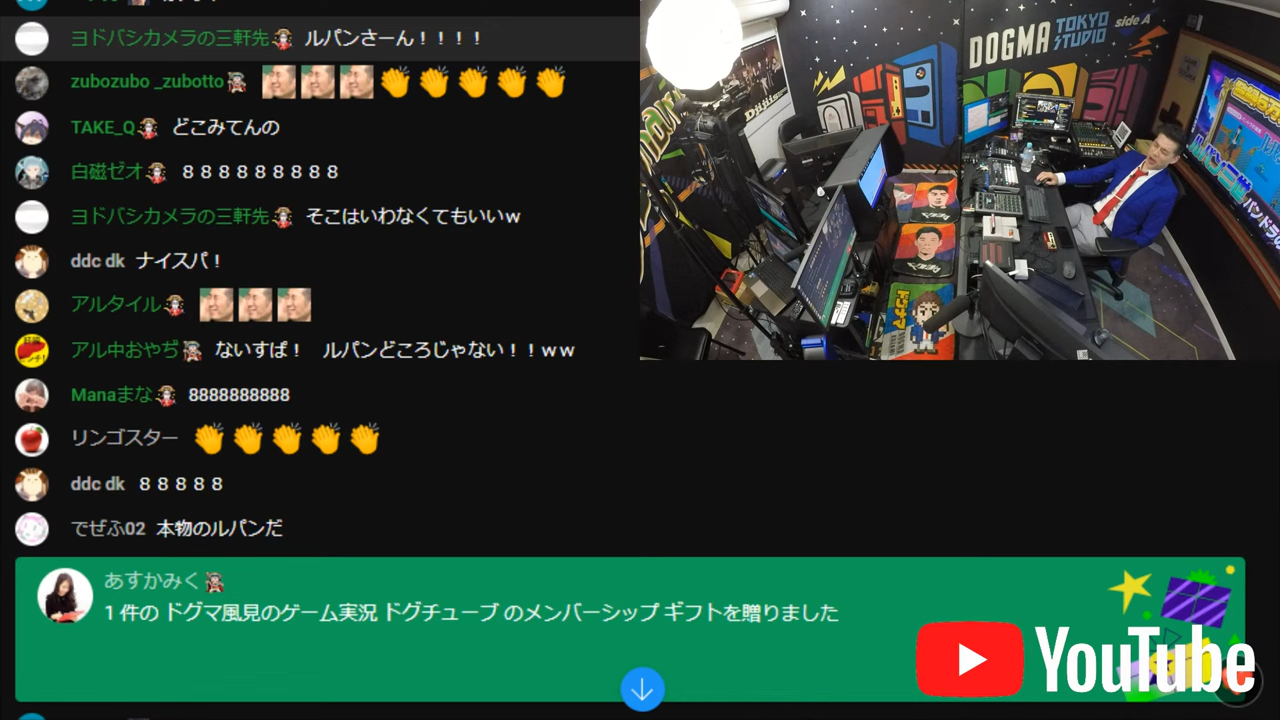 ヨドバシカメラの三軒先 ルパンさーん！！！！
zubozubo _zubotto
TAKE_Q どこみてんの
白磁ゼオ ８８８８８８８８８
ヨドバシカメラの三軒先 そこはいわなくてもいいｗ
ddc dk ナイスパ！
アルタイル
アル中おやぢ ないすぱ！　ルパンどころじゃない！！ｗｗ
Manaまな 8888888888
リンゴスター
ddc dk ８８８８８
でぜふ02 本物のルパンだ
あすかみく
1 件の ドグマ風見のゲーム実況 ドグチューブ のメンバーシップ ギフトを贈りました
DOGMA TOKYO STUDIO side A
ルパン三世
YouTube